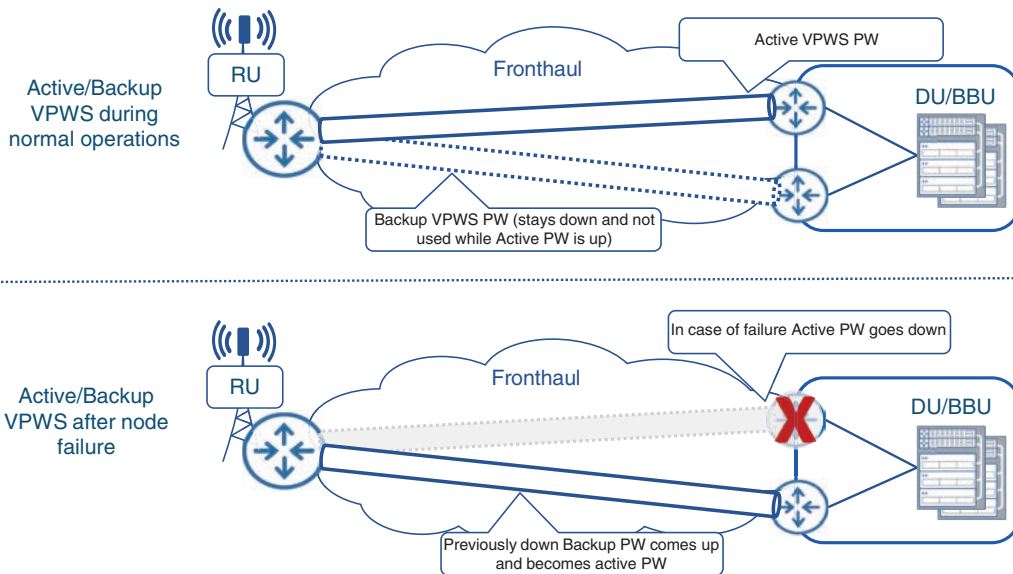 Active VPWS PW
RU
Fronthaul
Active/Backup
VPWS during
normal operations
DU/BBU
Backup VPWS PW (stays down and not
used while Active PW is up)
In case of failure Active PW goes down
RU
Fronthaul
Active/Backup
VPWS after node
failure
DU/BBU
X
Previously down Backup PW comes up
and becomes active PW